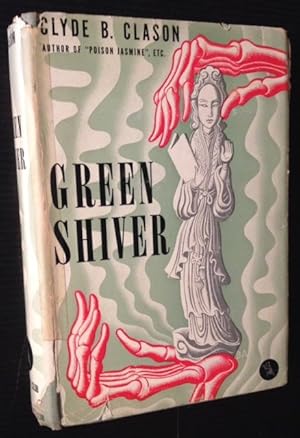 CLYDE B. CLASON
AUTHOR OF "POISON JASMINE", ETC.
GREEN
SHIVER